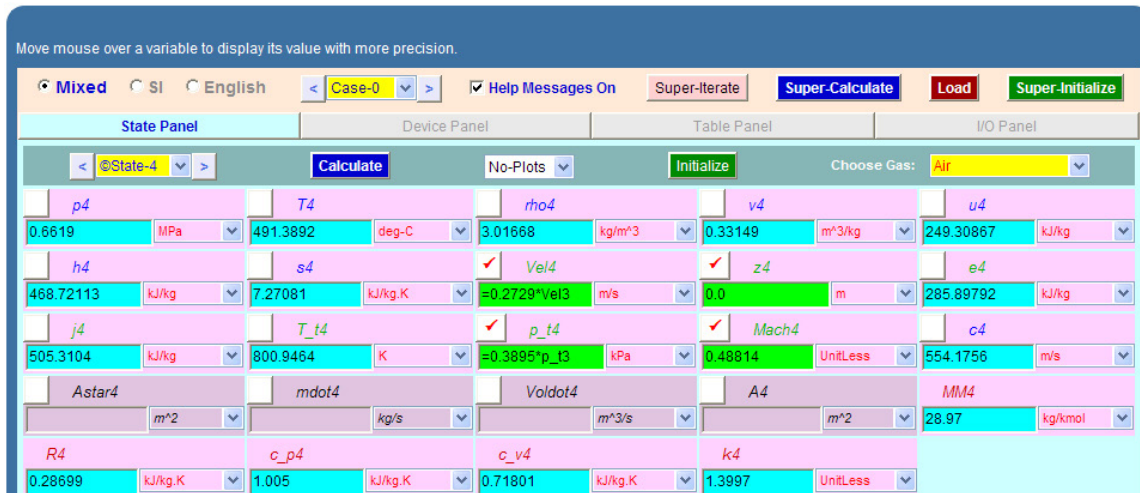 Move mouse over a variable to display its value with more precision.
Mixed SI English < Case-0 > Help Messages On Super-Iterate Super-Calculate Load Super-Initialize
State Panel Device Panel Table Panel I/O Panel
< ©State-4 > Calculate No-Plots Initialize Choose Gas: Air
p4 T4 rho4 v4 u4
0.6619 MPa 491.3892 deg-C 3.01668 kg/m^3 0.33149 m^3/kg 249.30867 kJ/kg
h4 s4 Vel4 z4 e4
468.72113 kJ/kg 7.27081 kJ/kg.K =0.2729*Vel3 m/s 0.0 m 285.89792 kJ/kg
j4 T_t4 p_t4 Mach4 c4
505.3104 kJ/kg 800.9464 K =0.3895*p_t3 kPa 0.48814 UnitLess 554.1756 m/s
Astar4 mdot4 Voldot4 A4 MM4
m^2 kg/s m^3/s m^2 28.97 kg/kmol
R4 c_p4 c_v4 k4
0.28699 kJ/kg.K 1.005 kJ/kg.K 0.71801 kJ/kg.K 1.3997 UnitLess